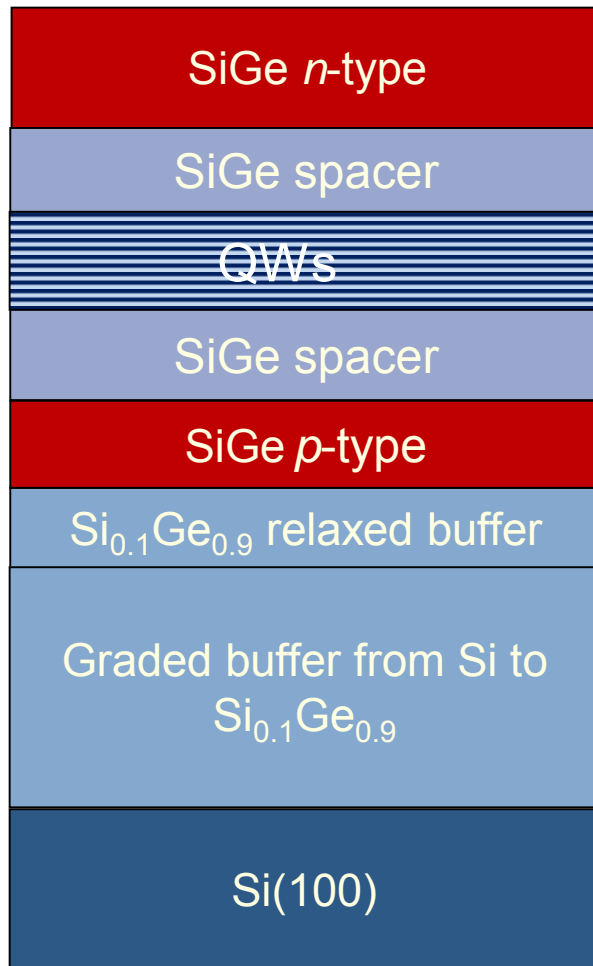 SiGe n-type
SiGe spacer
QWs
SiGe spacer
SiGe p-type
Si₀.₁Ge₀.₉ relaxed buffer
Graded buffer from Si to
Si₀.₁Ge₀.₉
Si(100)